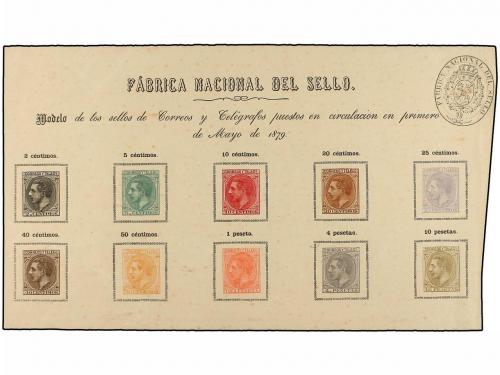 FÁBRICA NACIONAL DEL SELLO.
Modelo de los sellos de Correos y Telégrafos puestos en circulacion en primero
de Mayo de 1879.
2 céntimos. 5 céntimos. 10 céntimos. 20 céntimos. 25 céntimos.
40 céntimos. 50 céntimos. 1 peseta. 4 pesetas. 10 pesetas.